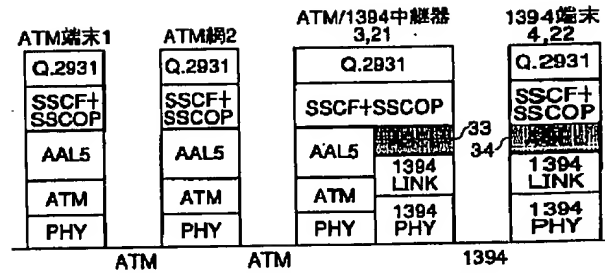 ATM端末1
Q.2931
SSCF+
SSCOP
AAL5
ATM
PHY
ATM網2
Q.2931
SSCF+
SSCOP
AAL5
ATM
PHY
ATM/1394中継器
3,21
Q.2931
SSCF+SSCOP
AAL5
ATM
PHY
33
1394
LINK
1394
PHY
1394端末
4,22
Q.2931
SSCF+
SSCOP
34
1394
LINK
1394
PHY
ATM
ATM
1394